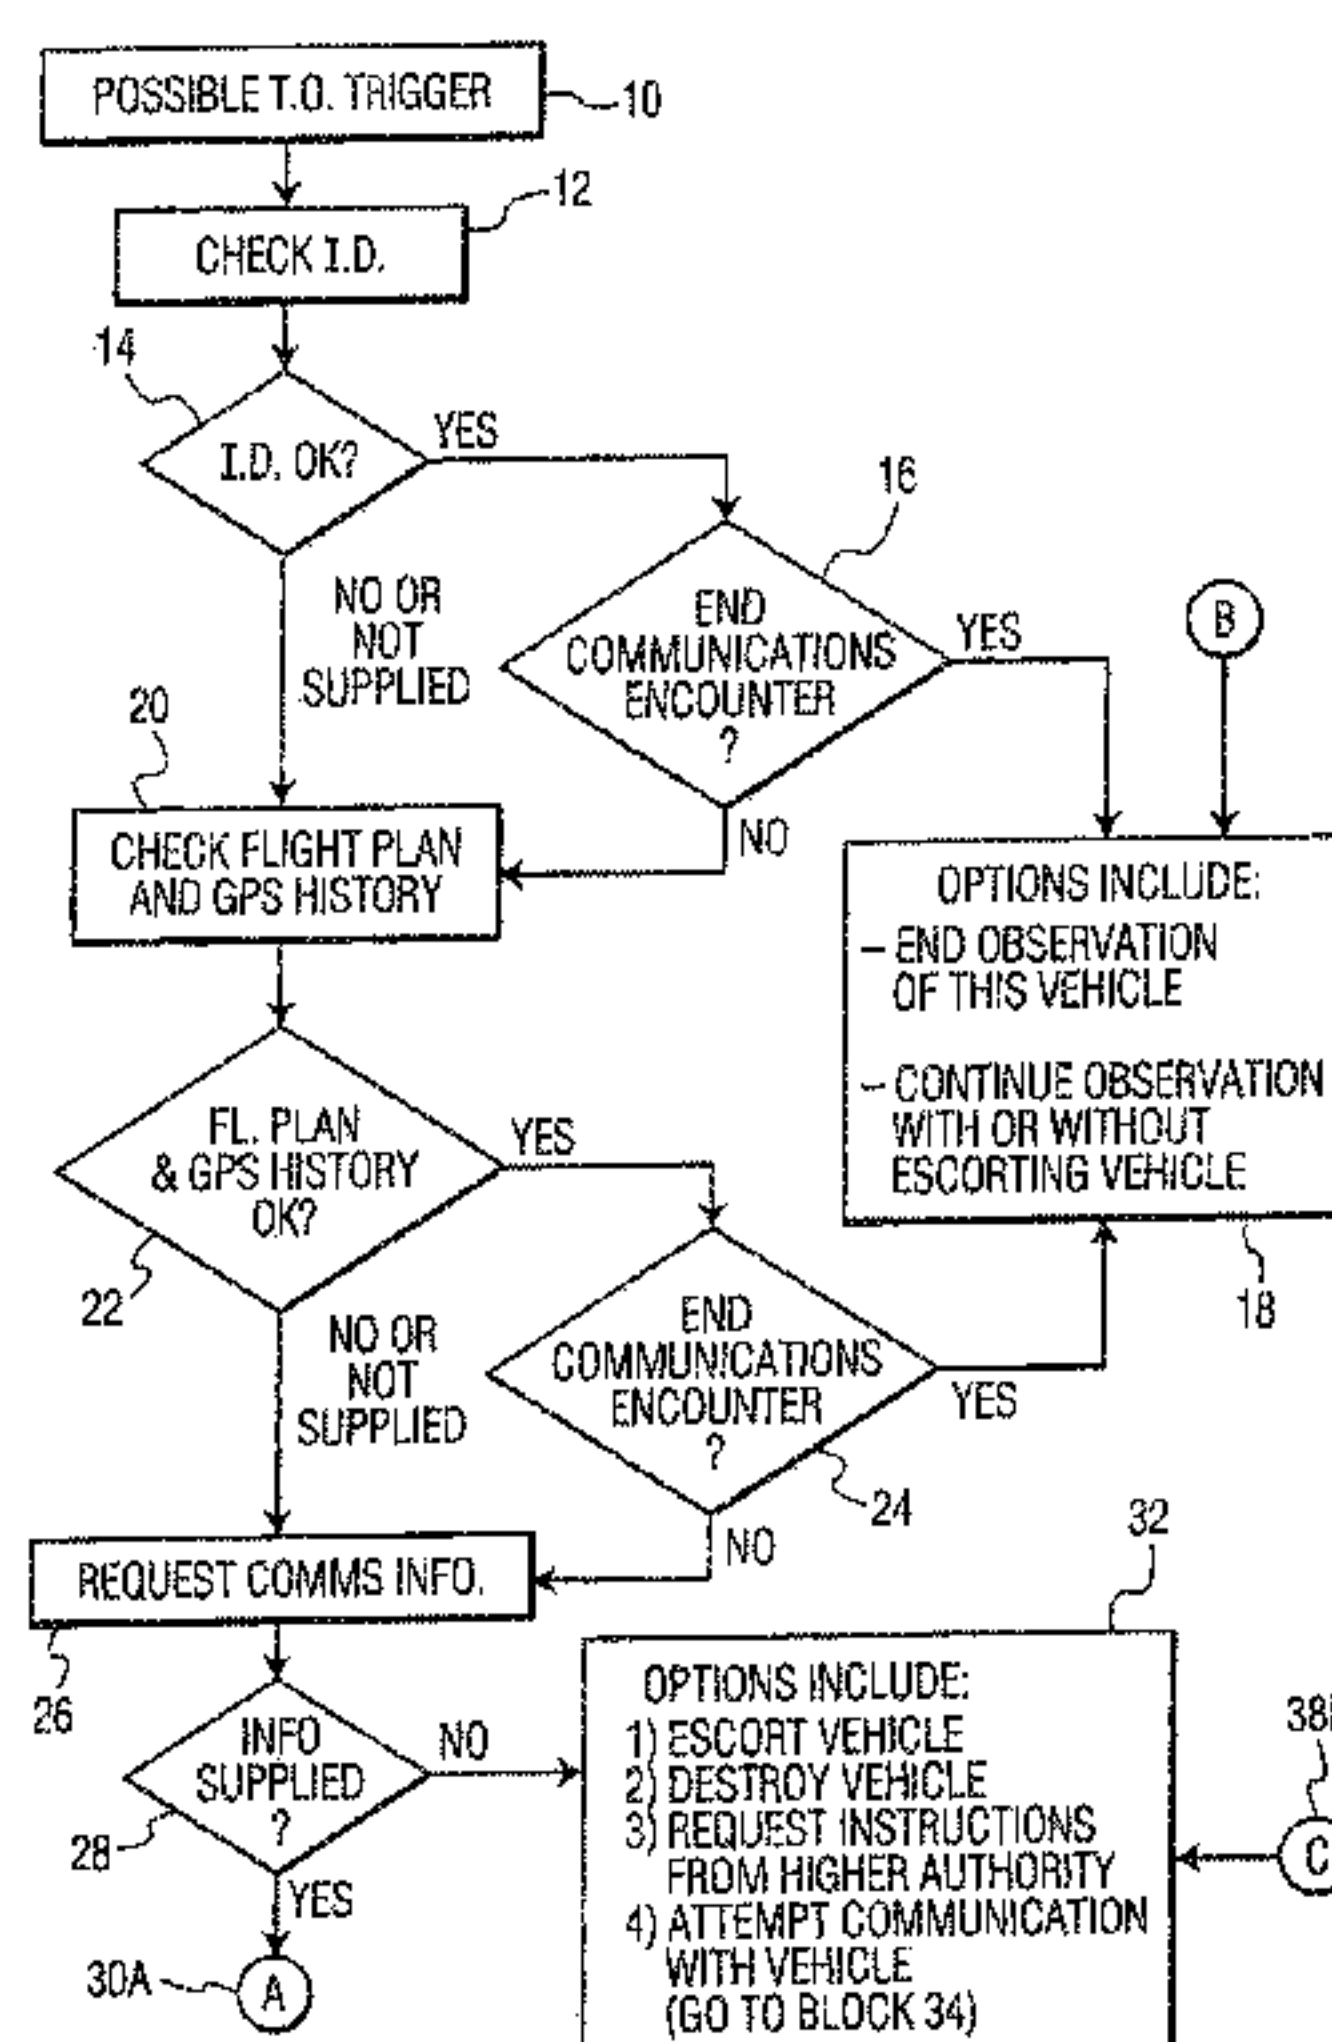 POSSIBLE T.O. TRIGGER
10
CHECK I.D.
12
14
I.D. OK?
YES
NO OR
NOT
SUPPLIED
16
END
COMMUNICATIONS
ENCOUNTER
?
YES
NO
B
20
CHECK FLIGHT PLAN
AND GPS HISTORY
OPTIONS INCLUDE:
– END OBSERVATION
OF THIS VEHICLE
– CONTINUE OBSERVATION
WITH OR WITHOUT
ESCORTING VEHICLE
18
FL. PLAN
& GPS HISTORY
OK?
YES
22
NO OR
NOT
SUPPLIED
END
COMMUNICATIONS
ENCOUNTER
?
YES
24
NO
REQUEST COMMS INFO.
26
INFO
SUPPLIED
?
NO
28
YES
30A
A
32
OPTIONS INCLUDE:
1) ESCORT VEHICLE
2) DESTROY VEHICLE
3) REQUEST INSTRUCTIONS
FROM HIGHER AUTHORITY
4) ATTEMPT COMMUNICATION
WITH VEHICLE
(GO TO BLOCK 34)
C